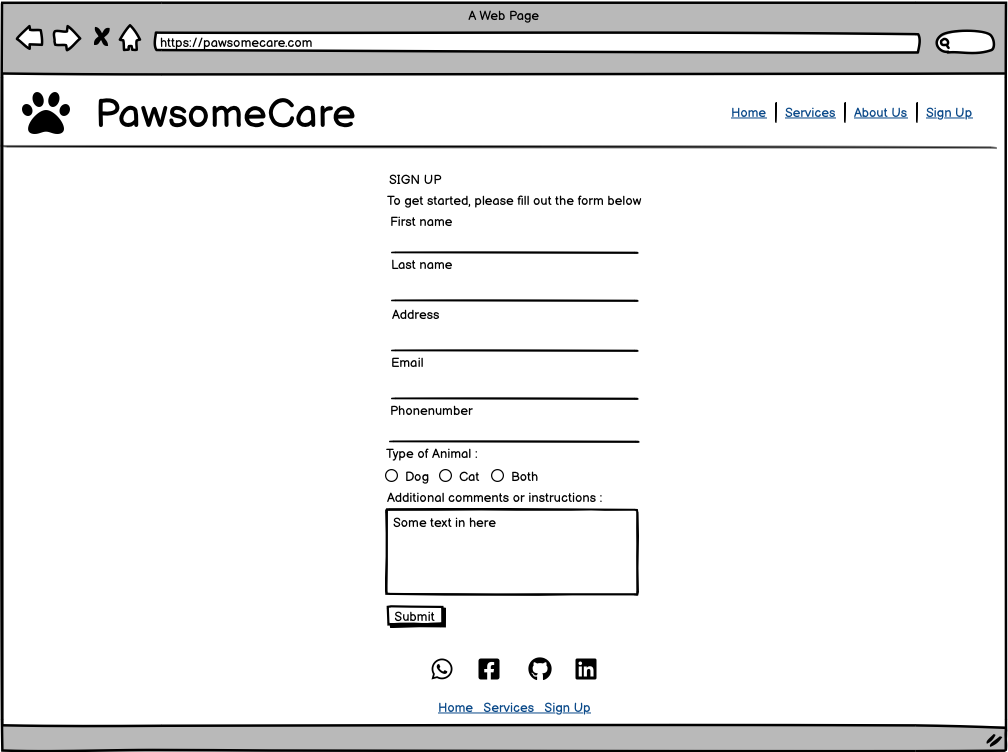 A Web Page
https://pawsomecare.com
PawsomeCare
Home Services About Us Sign Up
SIGN UP
To get started, please fill out the form below
First name
Last name
Address
Email
Phonenumber
Type of Animal :
Dog Cat Both
Additional comments or instructions :
Some text in here
Submit
in
Home Services Sign Up